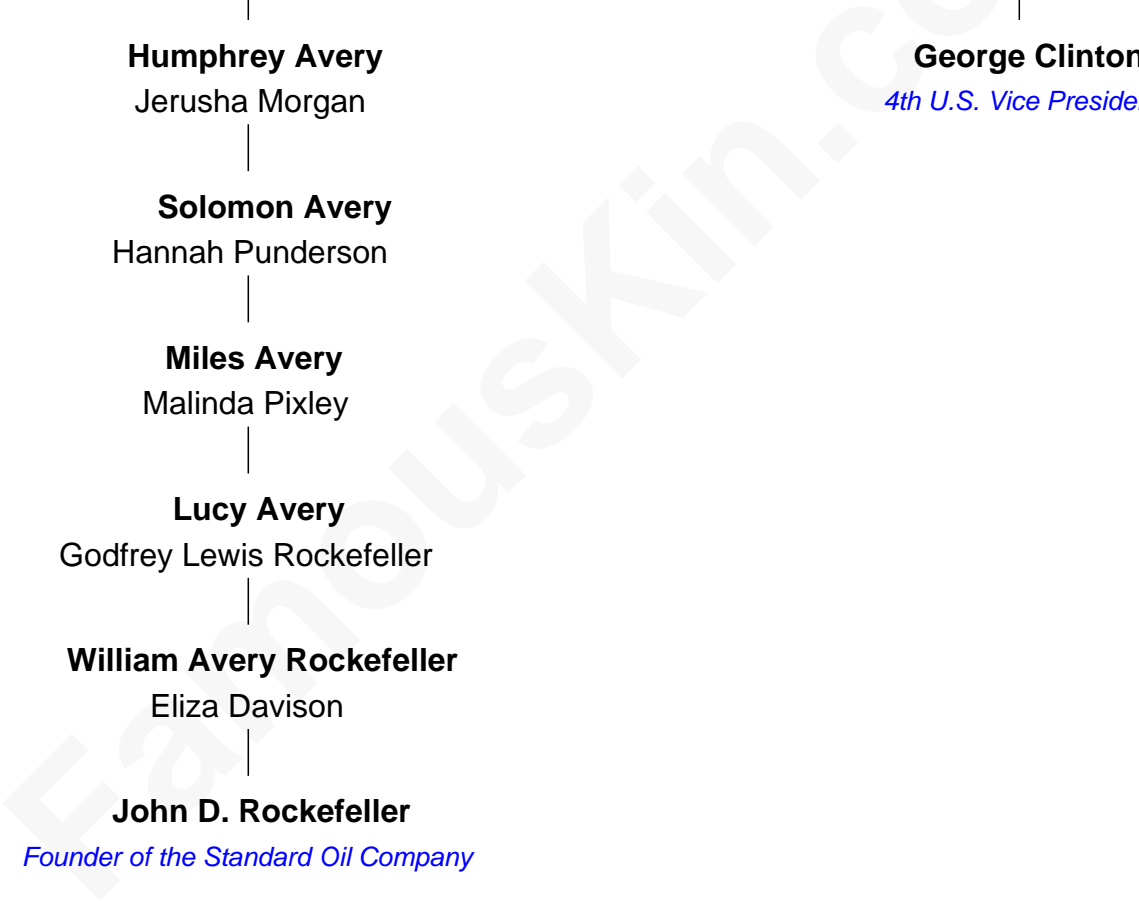 Humphrey Avery
Jerusha Morgan
George Clinton
4th U.S. Vice
Solomon Avery
Hannah Punderson
Miles Avery
Malinda Pixley
Lucy Avery
Godfrey Lewis Rockefeller
William Avery Rockefeller
Eliza Davison
John D. Rockefeller
Founder of the Standard Oil Company